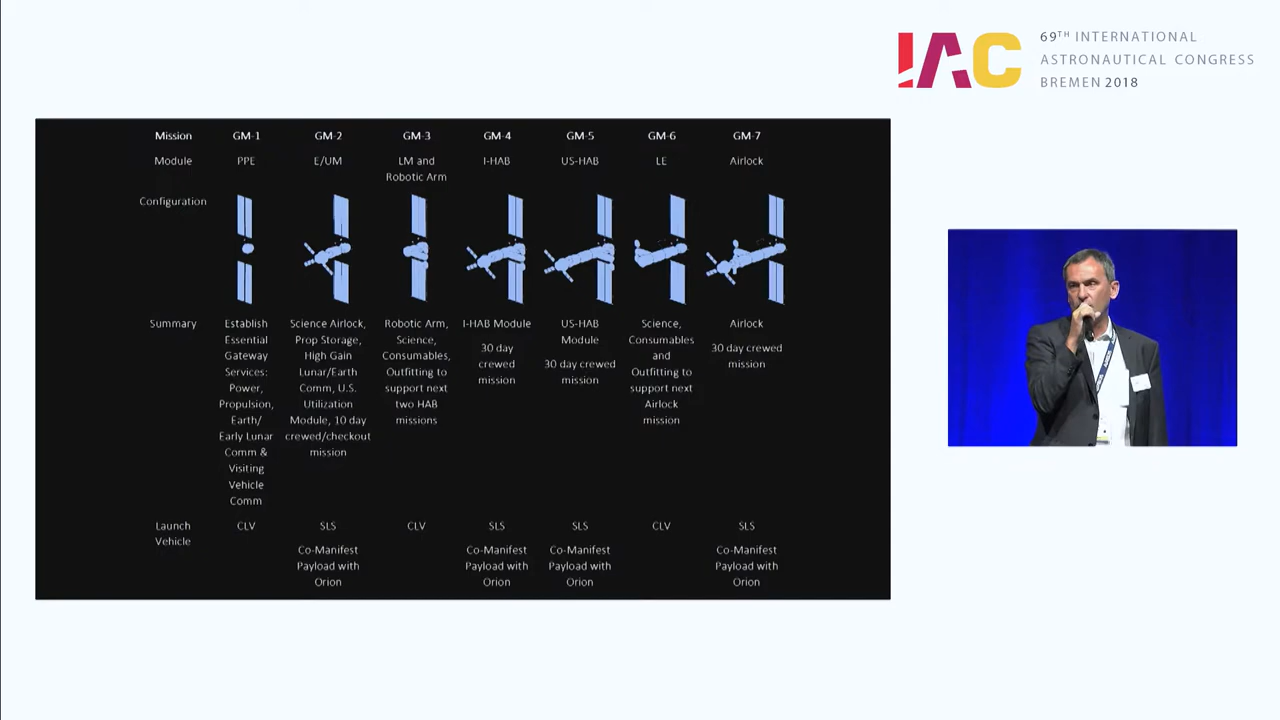 IAC
69TH INTERNATIONAL
ASTRONAUTICAL CONGRESS
BREMEN 2018
Mission GM-1 GM-2 GM-3 GM-4 GM-5 GM-6 GM-7
Module PPE E/UM LM and Robotic Arm I-HAB US-HAB LE Airlock
Configuration
Summary
Establish
Essential
Gateway
Services:
Power,
Propulsion,
Earth/
Early Lunar
Comm &
Visiting
Vehicle
Comm
Science Airlock,
Prop Storage,
High Gain
Lunar/Earth
Comm, U.S.
Utilization
Module, 10 day
crewed/checkout
mission
Robotic Arm,
Science,
Consumables,
Outfitting to
support next
two HAB
missions
I-HAB Module
30 day
crewed
mission
US-HAB
Module
30 day crewed
mission
Science,
Consumables
and
Outfitting to
support next
Airlock
mission
Airlock
30 day crewed
mission
Launch
Vehicle
CLV
SLS
Co-Manifest
Payload with
Orion
CLV
SLS
Co-Manifest
Payload with
Orion
SLS
Co-Manifest
Payload with
Orion
CLV
SLS
Co-Manifest
Payload with
Orion